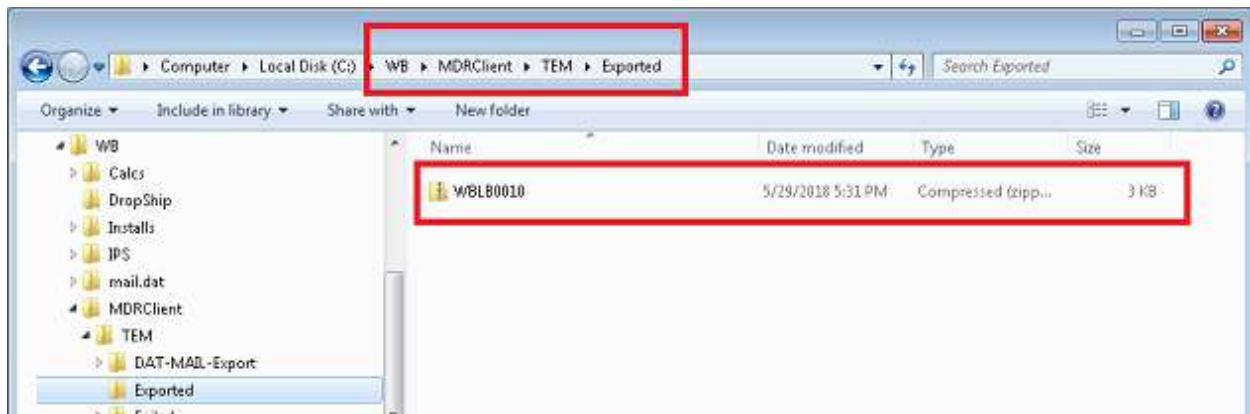 Computer Local Disk (C:) WB MDRClient TEM Exported Search Exported
Organize Include in library Share with New folder
Name Date modified Type Size
WBLB0010 5/29/2018 5:31 PM Compressed (zipp... 3 KB
WB
Calcs
DropShip
Installs
IPS
mail.dat
MDRClient
TEM
DAT-MAIL-Export
Exported